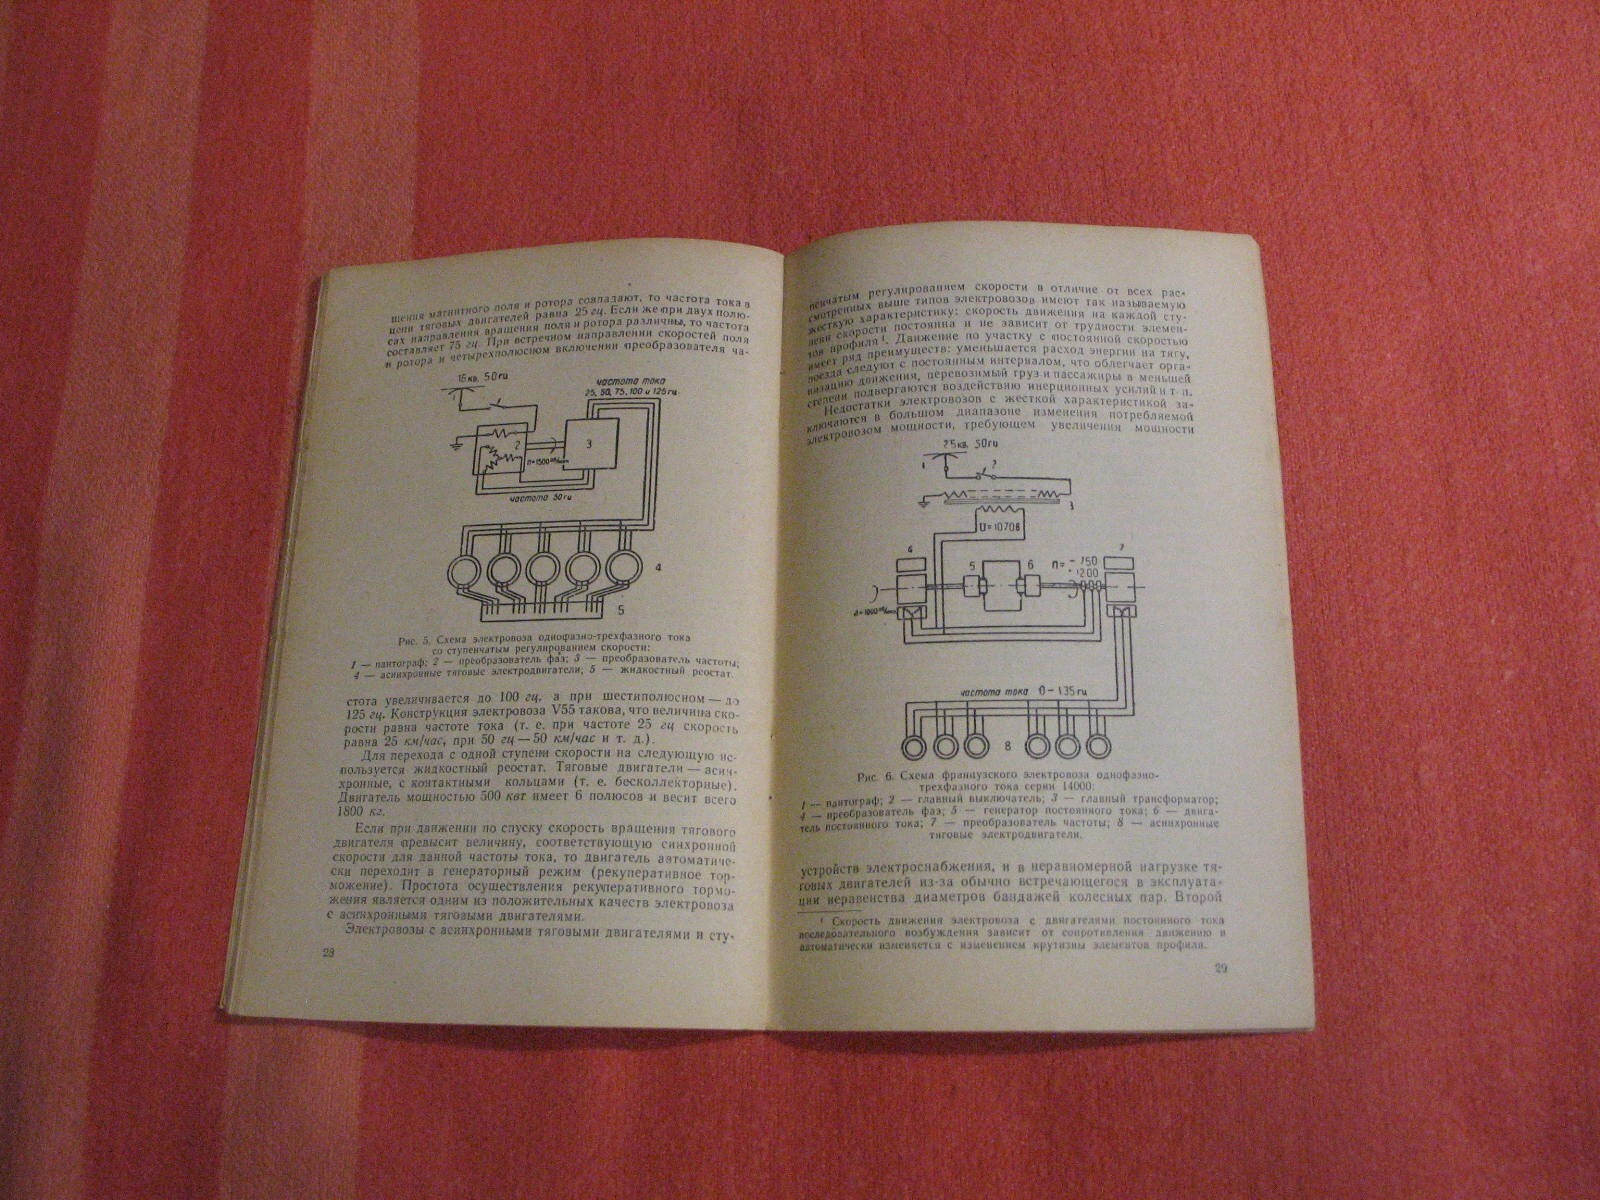 щения магнитного поля и ротора совпадают, то частота тока в
цепи тяговых двигателей равна 25 гц. Если же при двух полю-
сах направления вращения поля и ротора различны, то частота
составляет 75 гц. При встречном направлении скоростей поля
и ротора и четырехполюсном включении преобразователя ча-
16 кв. 50 гц
частота тока
25, 50, 75, 100 и 125 гц
1
2
3
n=1500 об/мин
частота 50 гц
4
5
Рис. 5. Схема электровоза однофазно-трехфазного тока
со ступенчатым регулированием скорости:
1 — пантограф; 2 — преобразователь фаз; 3 — преобразователь частоты;
4 — асинхронные тяговые электродвигатели; 5 — жидкостный реостат.
стота увеличивается до 100 гц, а при шестиполюсном — до
125 гц. Конструкция электровоза V55 такова, что величина ско-
рости равна частоте тока (т. е. при частоте 25 гц скорость
равна 25 км/час, при 50 гц — 50 км/час и т. д.).
Для перехода с одной ступени скорости на следующую ис-
пользуется жидкостный реостат. Тяговые двигатели — асин-
хронные, с контактными кольцами (т. е. бесколлекторные).
Двигатель мощностью 500 квт имеет 6 полюсов и весит всего
1800 кг.
Если при движении по спуску скорость вращения тягового
двигателя превысит величину, соответствующую синхронной
скорости для данной частоты тока, то двигатель автоматиче-
ски переходит в генераторный режим (рекуперативное тор-
можение). Простота осуществления рекуперативного тормо-
жения является одним из положительных качеств электровоза
с асинхронными тяговыми двигателями.
Электровозы с асинхронными тяговыми двигателями и сту-
28
пенчатым регулированием скорости в отличие от всех рас-
смотренных выше типов электровозов имеют так называемую
жесткую характеристику: скорость движения на каждой сту-
пени скорости постоянна и не зависит от трудности элемен-
тов профиля ¹. Движение по участку с постоянной скоростью
имеет ряд преимуществ: уменьшается расход энергии на тягу,
поезда следуют с постоянным интервалом, что облегчает орга-
низацию движения, перевозимый груз и пассажиры в меньшей
степени подвергаются воздействию инерционных усилий и т. п.
Недостатки электровозов с жесткой характеристикой за-
ключаются в большом диапазоне изменения потребляемой
электровозом мощности, требующем увеличения мощности
25 кв. 50 гц
1
2
3
U=1070 в
4
5
6
n=
-750
+1200
7
n=1000 об/мин
частота тока 0-135 гц
8
Рис. 6. Схема французского электровоза однофазно-
трехфазного тока серии 14000:
1 — пантограф; 2 — главный выключатель; 3 — главный трансформатор;
4 — преобразователь фаз; 5 — генератор постоянного тока; 6 — двига-
тель постоянного тока; 7 — преобразователь частоты; 8 — асинхронные
тяговые электродвигатели.
устройств электроснабжения, и в неравномерной нагрузке тя-
говых двигателей из-за обычно встречающегося в эксплуата-
ции неравенства диаметров бандажей колесных пар. Второй
¹ Скорость движения электровоза с двигателями постоянного тока
последовательного возбуждения зависит от сопротивления движению и
автоматически изменяется с изменением крутизны элементов профиля.
29